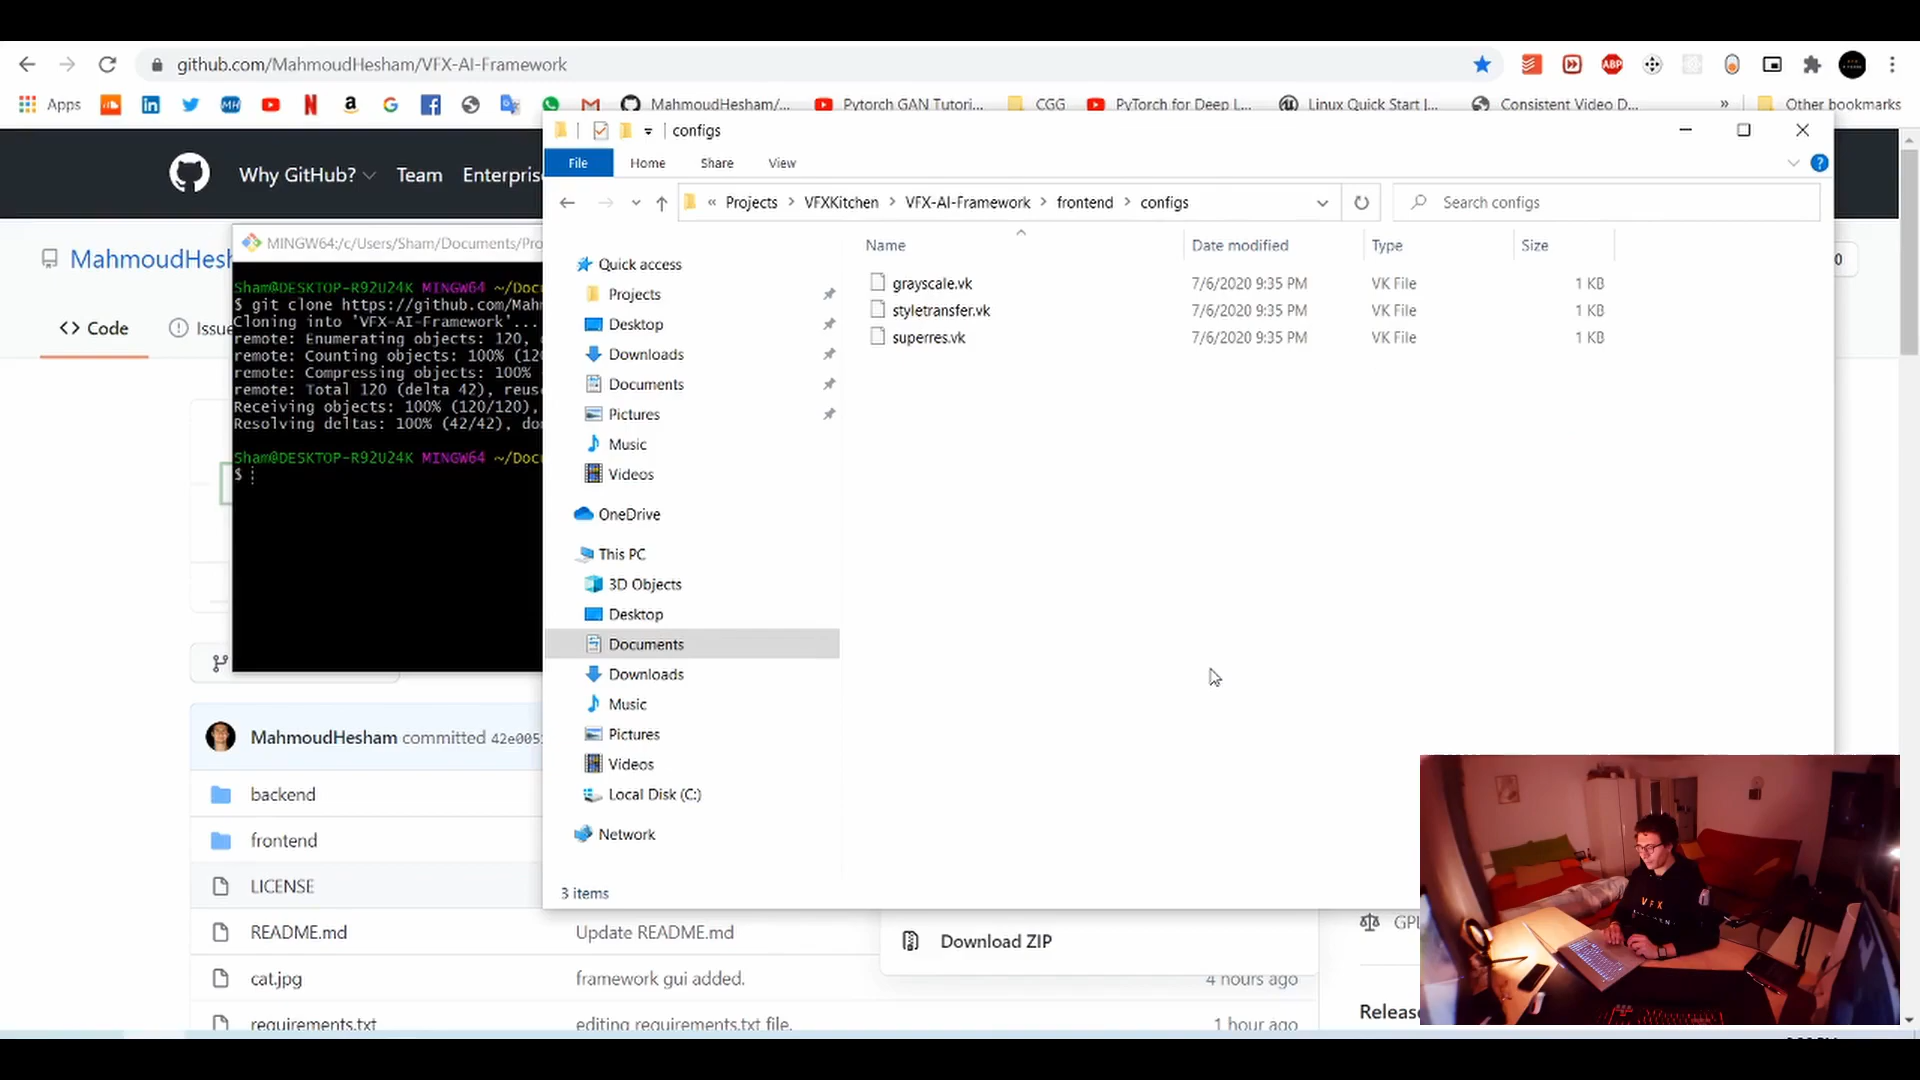 github.com/MahmoudHesham/VFX-AI-Framework
Apps
MahmoudHesham/...
Pytorch GAN Tutori...
CGG
PyTorch for Deep L...
Linux Quick Start |...
Consistent Video D...
»
Other bookmarks
configs
File
Home
Share
View
Why GitHub?
Team
Enterpris
« Projects > VFXKitchen > VFX-AI-Framework > frontend > configs
Search configs
MahmoudHesh
MINGW64:/c/Users/Sham/Documents/Pro
Name
Date modified
Type
Size
0
Quick access
Projects
Desktop
Downloads
Documents
Pictures
Music
Videos
OneDrive
This PC
3D Objects
Desktop
Documents
Downloads
Music
Pictures
Videos
Local Disk (C:)
Network
3 items
grayscale.vk 7/6/2020 9:35 PM VK File 1 KB
styletransfer.vk 7/6/2020 9:35 PM VK File 1 KB
superres.vk 7/6/2020 9:35 PM VK File 1 KB
Sham@DESKTOP-R92U24K MINGW64 ~/Doc
$ git clone https://github.com/Mah
Cloning into 'VFX-AI-Framework'...
remote: Enumerating objects: 120,
remote: Counting objects: 100% (12
remote: Compressing objects: 100%
remote: Total 120 (delta 42), reus
Receiving objects: 100% (120/120),
Resolving deltas: 100% (42/42), do
Sham@DESKTOP-R92U24K MINGW64 ~/Doc
$
<> Code
Issu
MahmoudHesham committed 42e005
backend
frontend
LICENSE
README.md Update README.md
cat.jpg framework gui added. 4 hours ago
requirements.txt editing requirements.txt file. 1 hour ago
Download ZIP
GPL
Releas
VFX